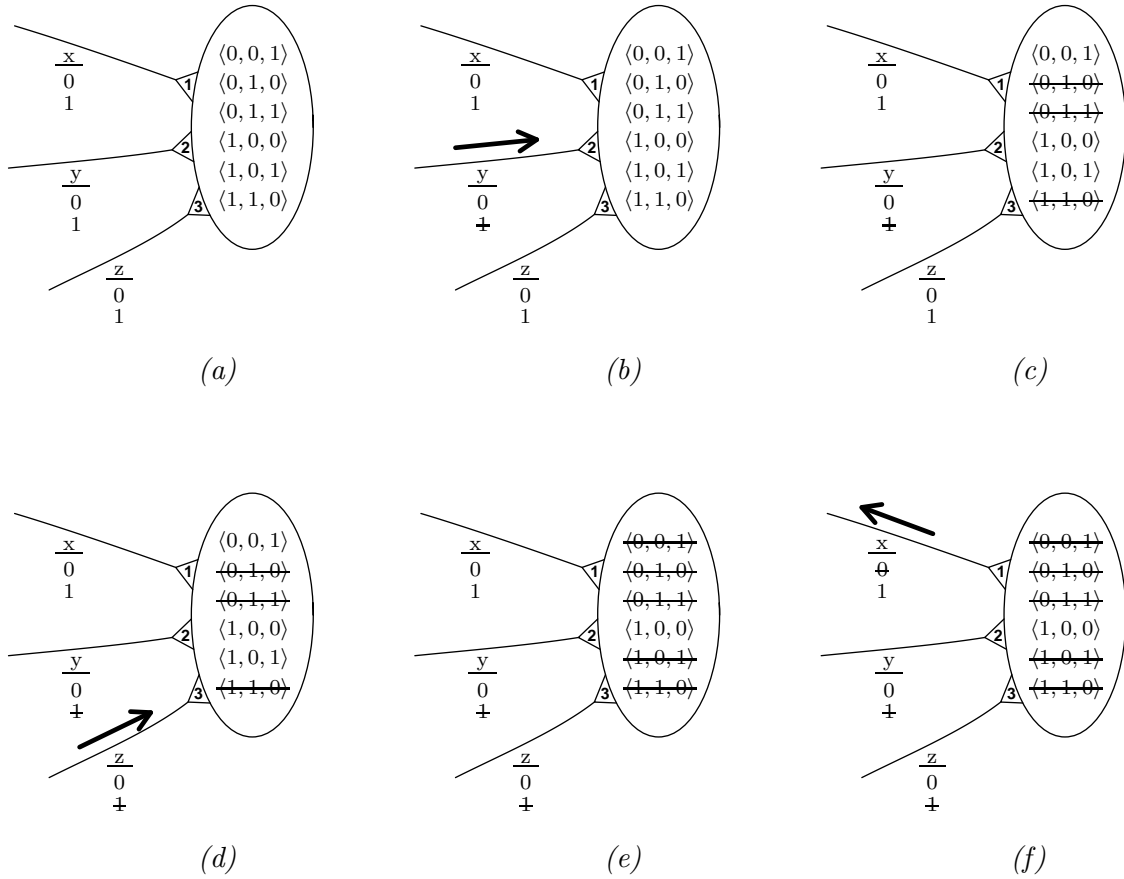 x
0
1
y
0
1
z
0
1
1
2
3
⟨0, 0, 1⟩
⟨0, 1, 0⟩
⟨0, 1, 1⟩
⟨1, 0, 0⟩
⟨1, 0, 1⟩
⟨1, 1, 0⟩
(a)
x
0
1
y
0
1
z
0
1
1
2
3
⟨0, 0, 1⟩
⟨0, 1, 0⟩
⟨0, 1, 1⟩
⟨1, 0, 0⟩
⟨1, 0, 1⟩
⟨1, 1, 0⟩
(b)
x
0
1
y
0
1
z
0
1
1
2
3
⟨0, 0, 1⟩
⟨0, 1, 0⟩
⟨0, 1, 1⟩
⟨1, 0, 0⟩
⟨1, 0, 1⟩
⟨1, 1, 0⟩
(c)
x
0
1
y
0
1
z
0
1
1
2
3
⟨0, 0, 1⟩
⟨0, 1, 0⟩
⟨0, 1, 1⟩
⟨1, 0, 0⟩
⟨1, 0, 1⟩
⟨1, 1, 0⟩
(d)
x
0
1
y
0
1
z
0
1
1
2
3
⟨0, 0, 1⟩
⟨0, 1, 0⟩
⟨0, 1, 1⟩
⟨1, 0, 0⟩
⟨1, 0, 1⟩
⟨1, 1, 0⟩
(e)
x
0
1
y
0
1
z
0
1
1
2
3
⟨0, 0, 1⟩
⟨0, 1, 0⟩
⟨0, 1, 1⟩
⟨1, 0, 0⟩
⟨1, 0, 1⟩
⟨1, 1, 0⟩
(f)